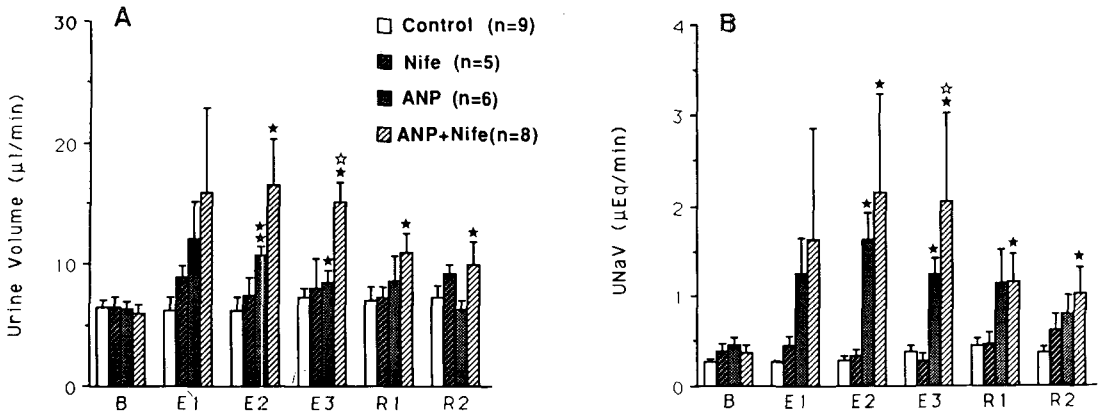 A
Urine Volume (µl/min)
30
20
10
0
Control (n=9)
Nife (n=5)
ANP (n=6)
ANP+Nife(n=8)
★
★★
☆
★
★
★
★
B E1 E2 E3 R1 R2
B
UNaV (µEq/min)
4
3
2
1
0
★
★
☆
★
★
★
★
B E1 E2 E3 R1 R2